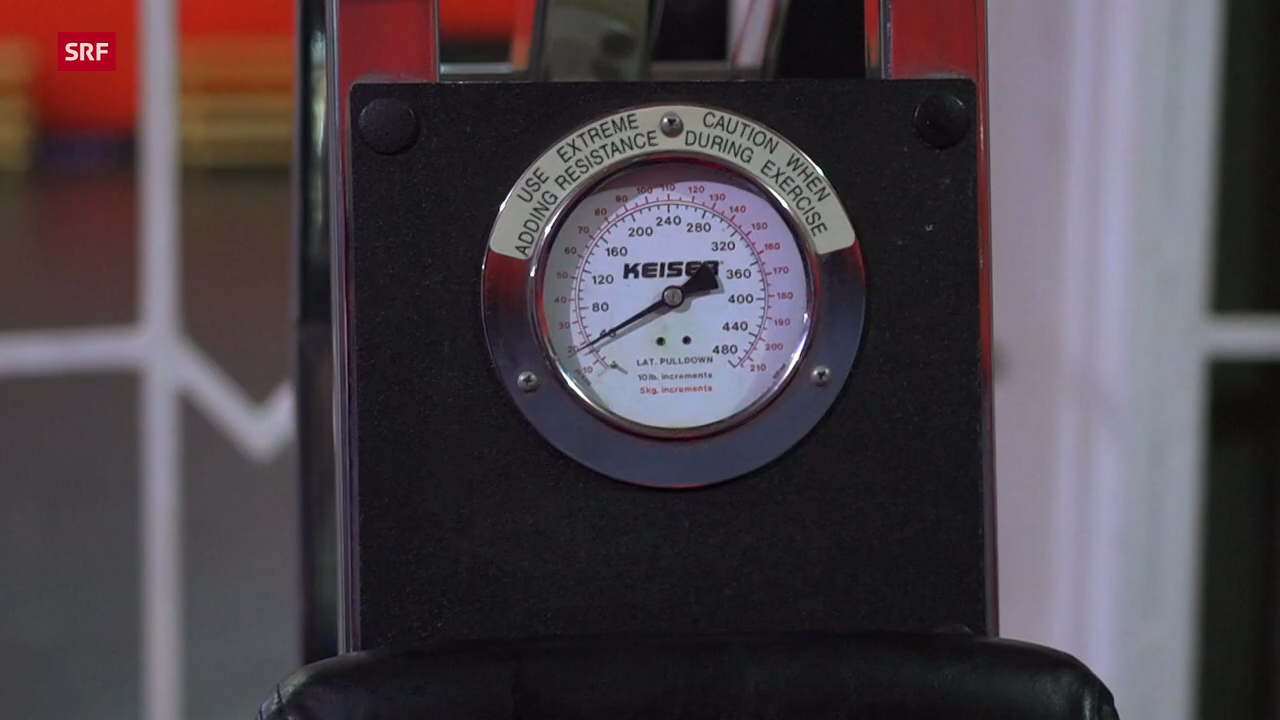 SRF
USE EXTREME CAUTION WHEN
ADDING RESISTANCE DURING EXERCISE
10 20 30 40 50 60 70 80 90 100 110 120 130 140 150 160 170 180 190 200 210
40 80 120 160 200 240 280 320 360 400 440 480
KEISER
LAT. PULLDOWN
10 lb. increments
5kg. increments